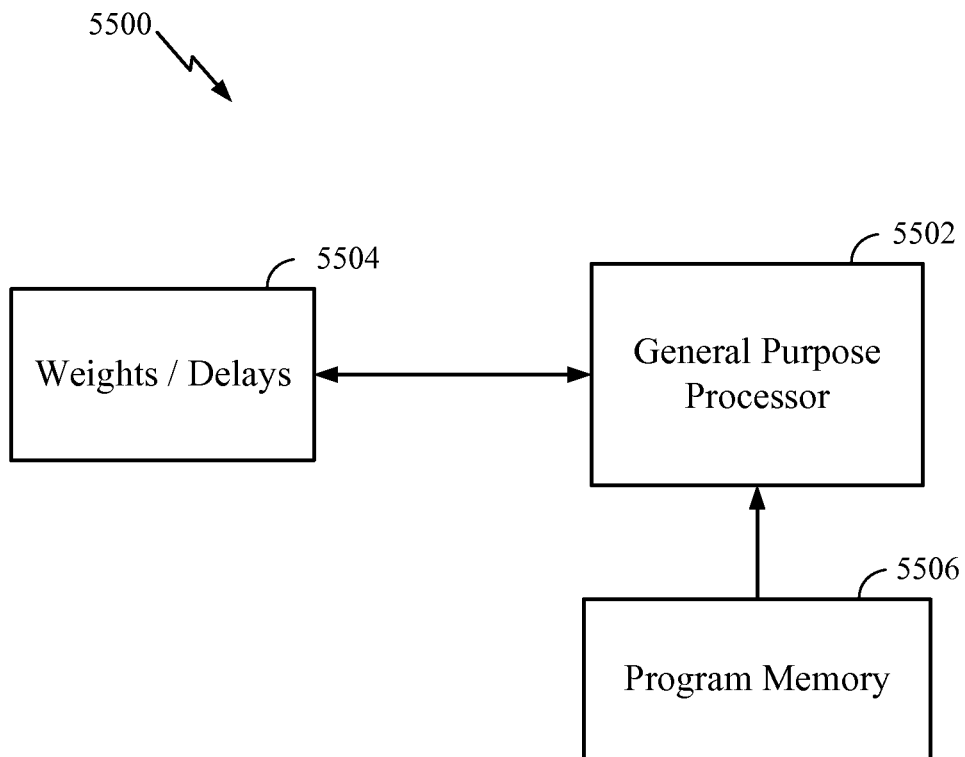 5500
5502
5504
General Purpose
Processor
Weights / Delays
5506
Program Memory